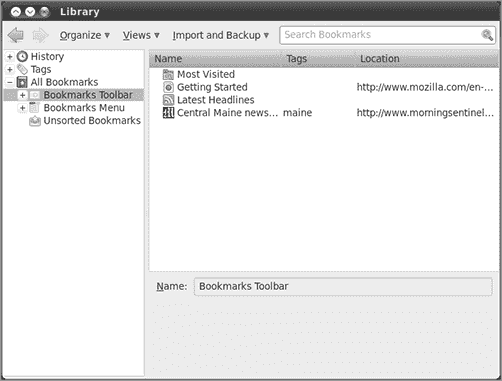 Library
Organize Views Import and Backup Search Bookmarks
History
Tags
All Bookmarks
Bookmarks Toolbar
Bookmarks Menu
Unsorted Bookmarks
Name Tags Location
Most Visited
Getting Started http://www.mozilla.com/en-...
Latest Headlines
Central Maine news... maine http://www.morningsentinel...
Name: Bookmarks Toolbar